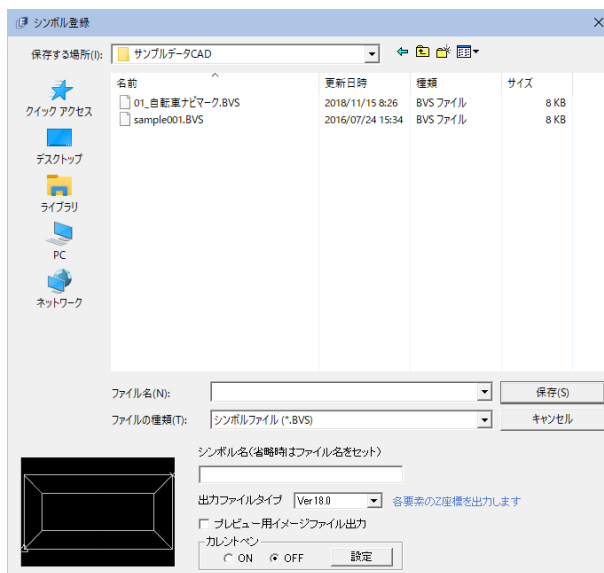 シンボル登録
保存する場所(I): サンプルデータCAD
名前 更新日時 種類 サイズ
01_自転車ナビマーク.BVS 2018/11/15 8:26 BVS ファイル 8 KB
sample001.BVS 2016/07/24 15:34 BVS ファイル 8 KB
クイック アクセス
デスクトップ
ライブラリ
PC
ネットワーク
ファイル名(N): 保存(S)
ファイルの種類(T): シンボルファイル (*.BVS) キャンセル
シンボル名(省略時はファイル名をセット)
出力ファイルタイプ Ver18.0 各要素のZ座標を出力します
プレビュー用イメージファイル出力
カレントペン
ON OFF 設定